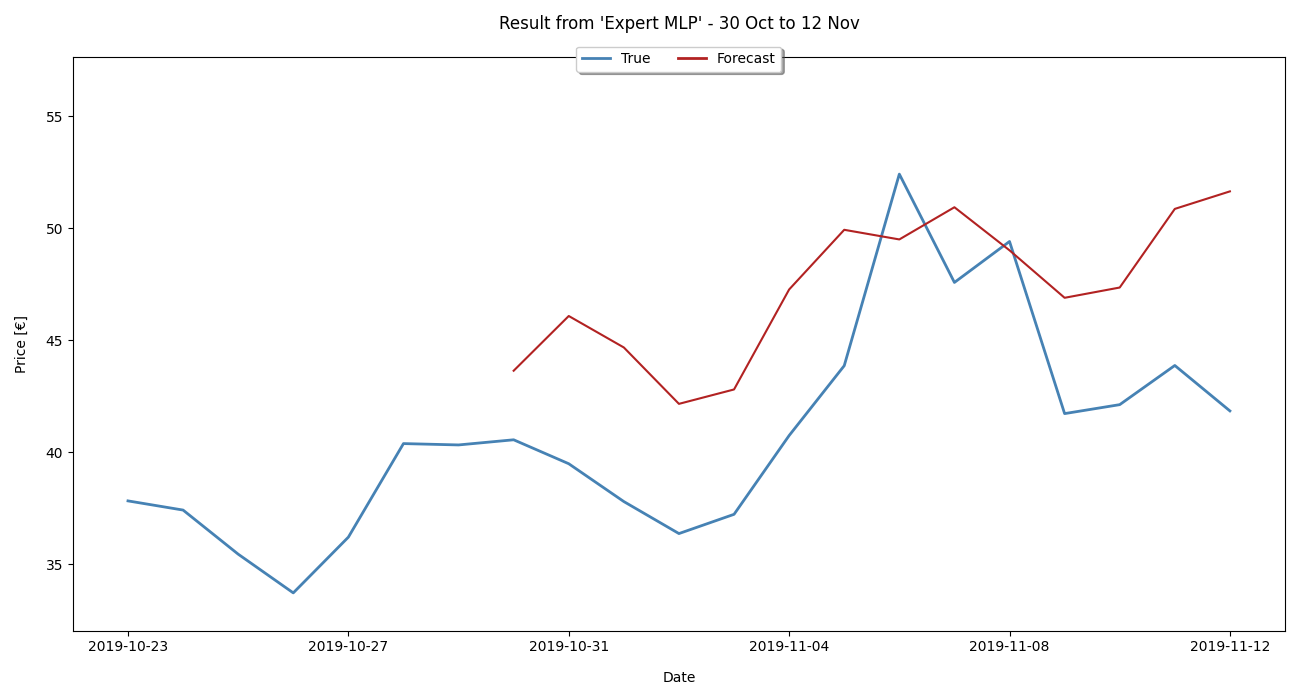 Result from 'Expert MLP' - 30 Oct to 12 Nov
True Forecast
55
50
45
40
35
Price [€]
2019-10-23 2019-10-27 2019-10-31 2019-11-04 2019-11-08 2019-11-12
Date